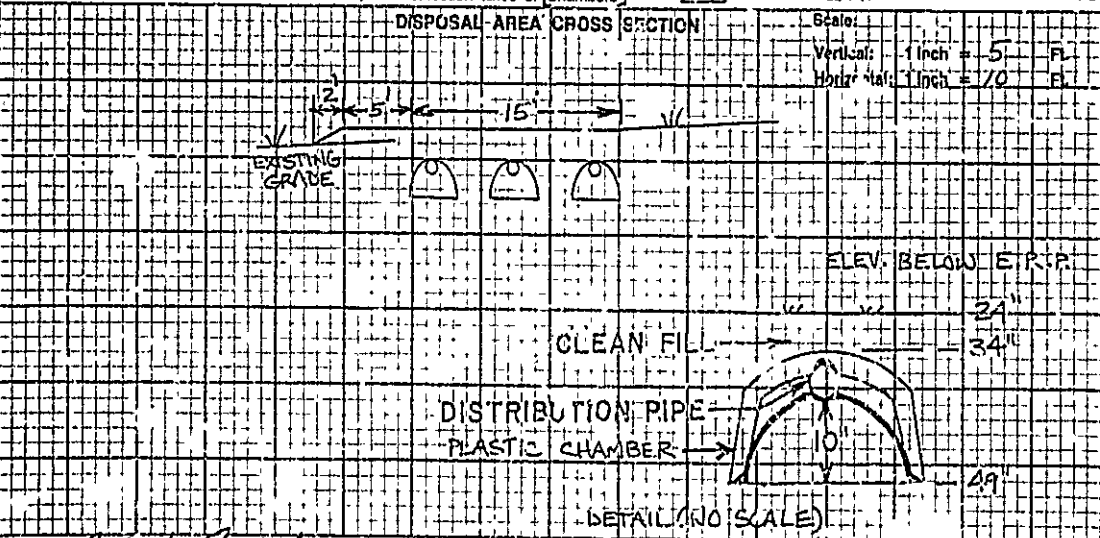 DISPOSAL AREA CROSS SECTION
Scale:
Vertical: 1 Inch = 5 Ft.
Horizontal: 1 Inch = 10 Ft.
2' 5' 15'
EXISTING
GRADE
ELEV. BELOW E.R.P.
24"
CLEAN FILL 34"
DISTRIBUTION PIPE
PLASTIC CHAMBER 10"
49"
DETAIL (NO SCALE)